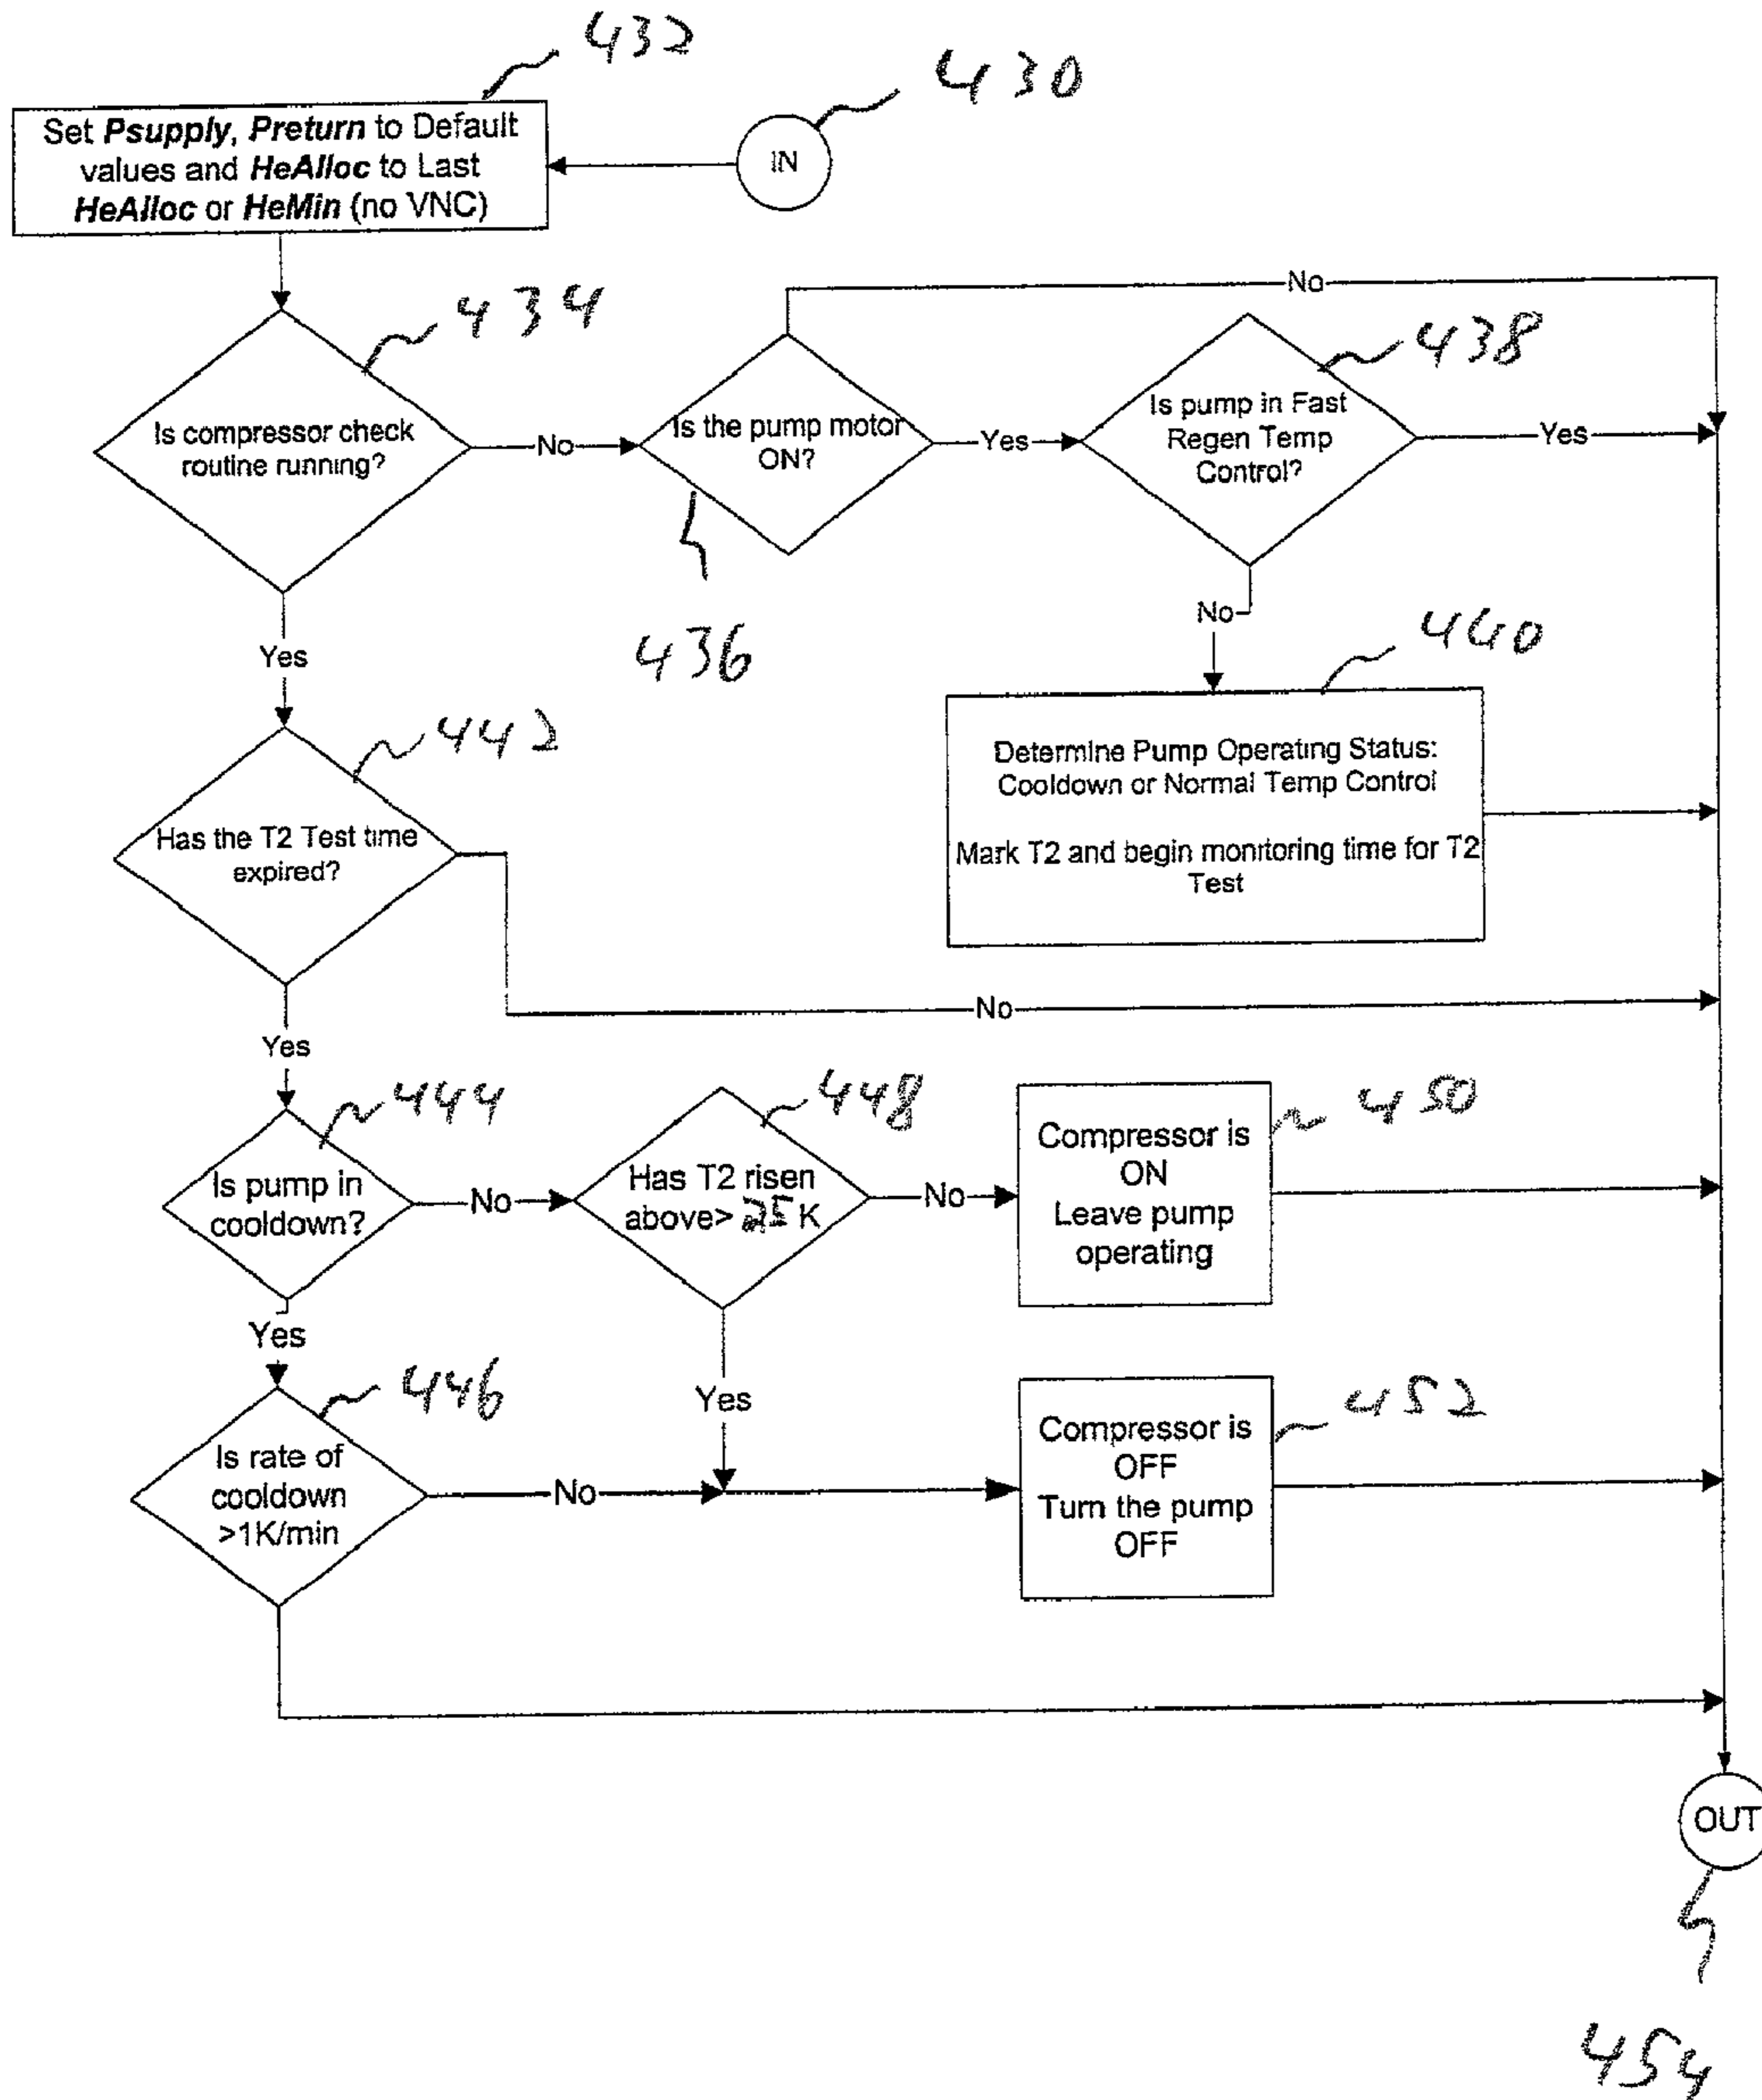 432
430
Set Psupply, Preturn to Default
values and HeAlloc to Last
HeAlloc or HeMin (no VNC)
IN
No
434
438
Is compressor check
routine running?
No
Is the pump motor
ON?
Yes
Is pump in Fast
Regen Temp
Control?
Yes
436
No
440
Yes
Determine Pump Operating Status:
Cooldown or Normal Temp Control
Mark T2 and begin monitoring time for T2
Test
442
Has the T2 Test time
expired?
No
Yes
444
448
450
Is pump in
cooldown?
No
Has T2 risen
above> 25 K
No
Compressor is
ON
Leave pump
operating
Yes
446
Yes
452
Is rate of
cooldown
>1K/min
No
Compressor is
OFF
Turn the pump
OFF
OUT
454